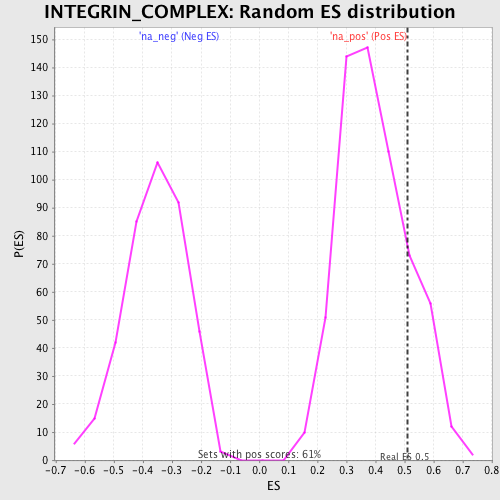 INTEGRIN_COMPLEX: Random ES distribution
'na_neg' (Neg ES)
'na_pos' (Pos ES)
150
140
130
120
110
100
90
80
70
60
50
40
30
20
10
0
P(ES)
Sets with pos scores: 61%
Real ES 0.5
-0.7 -0.6 -0.5 -0.4 -0.3 -0.2 -0.1 0.0 0.1 0.2 0.3 0.4 0.5 0.6 0.7 0.8
ES